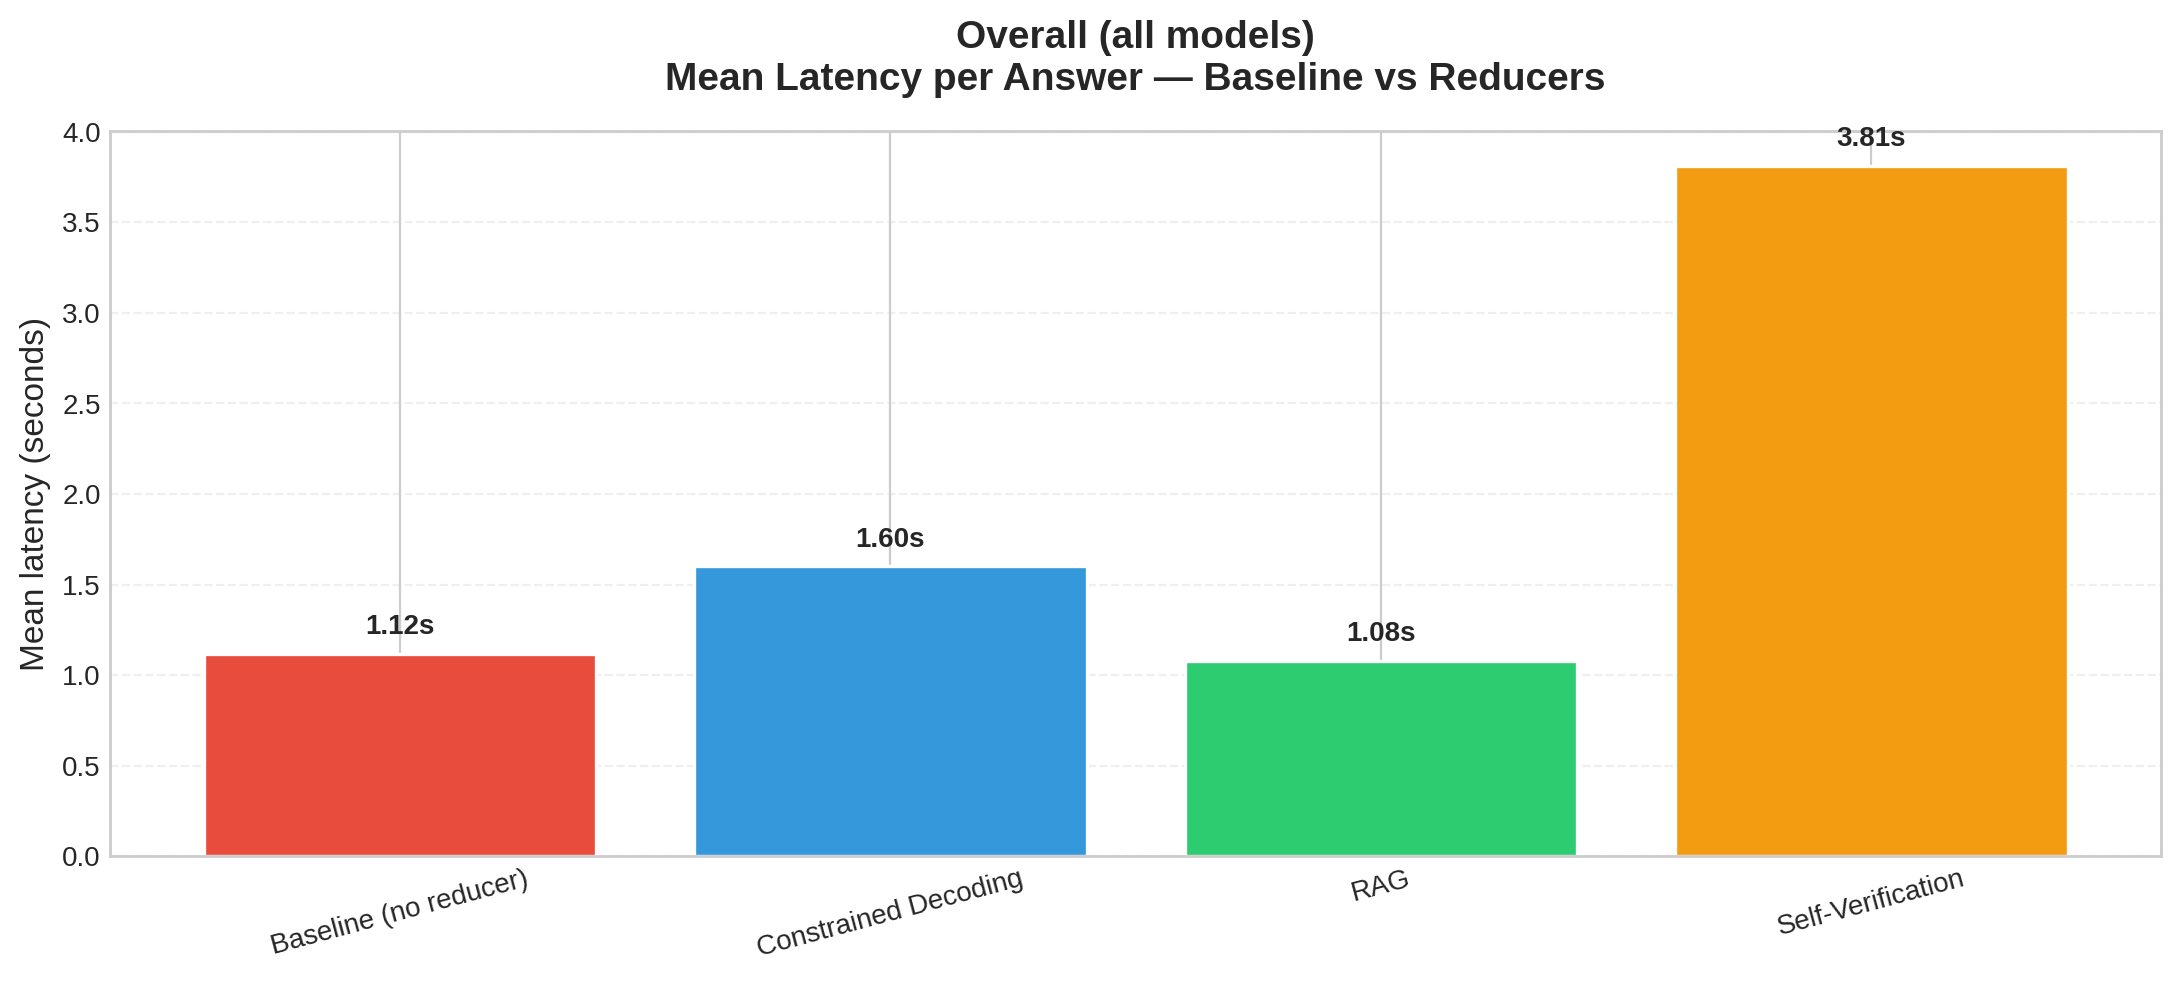 Overall (all models)
Mean Latency per Answer — Baseline vs Reducers
Mean latency (seconds)
4.0
3.5
3.0
2.5
2.0
1.5
1.0
0.5
0.0
1.12s
1.60s
1.08s
3.81s
Baseline (no reducer)
Constrained Decoding
RAG
Self-Verification